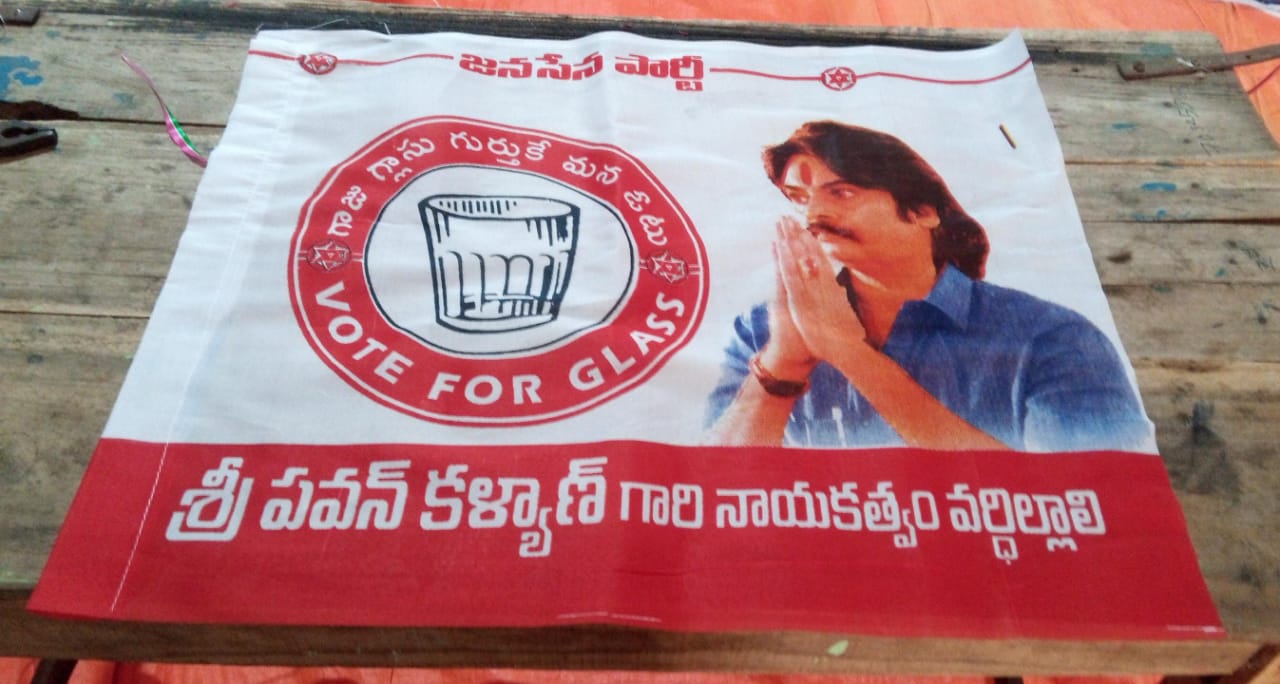 జనసేన పార్టీ
గాజు గ్లాసు గుర్తుకే మన ఓటు
VOTE FOR GLASS
శ్రీ పవన్ కళ్యాణ్ గారి నాయకత్వం వర్ధిల్లాలి